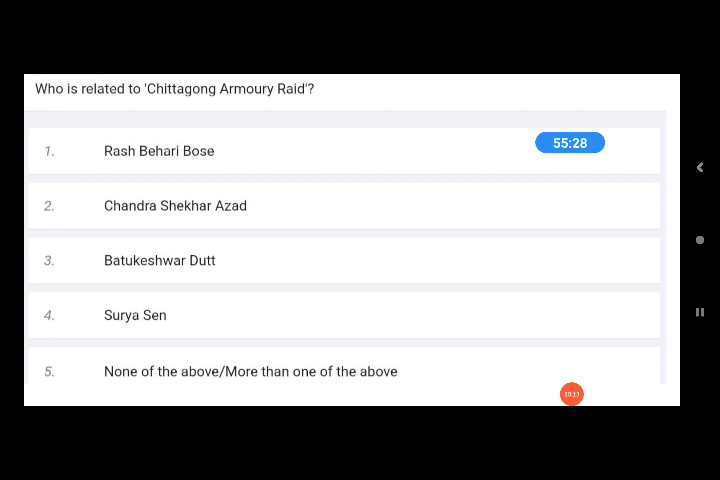 Who is related to 'Chittagong Armoury Raid'?
55:28
1. Rash Behari Bose
2. Chandra Shekhar Azad
3. Batukeshwar Dutt
4. Surya Sen
5. None of the above/More than one of the above